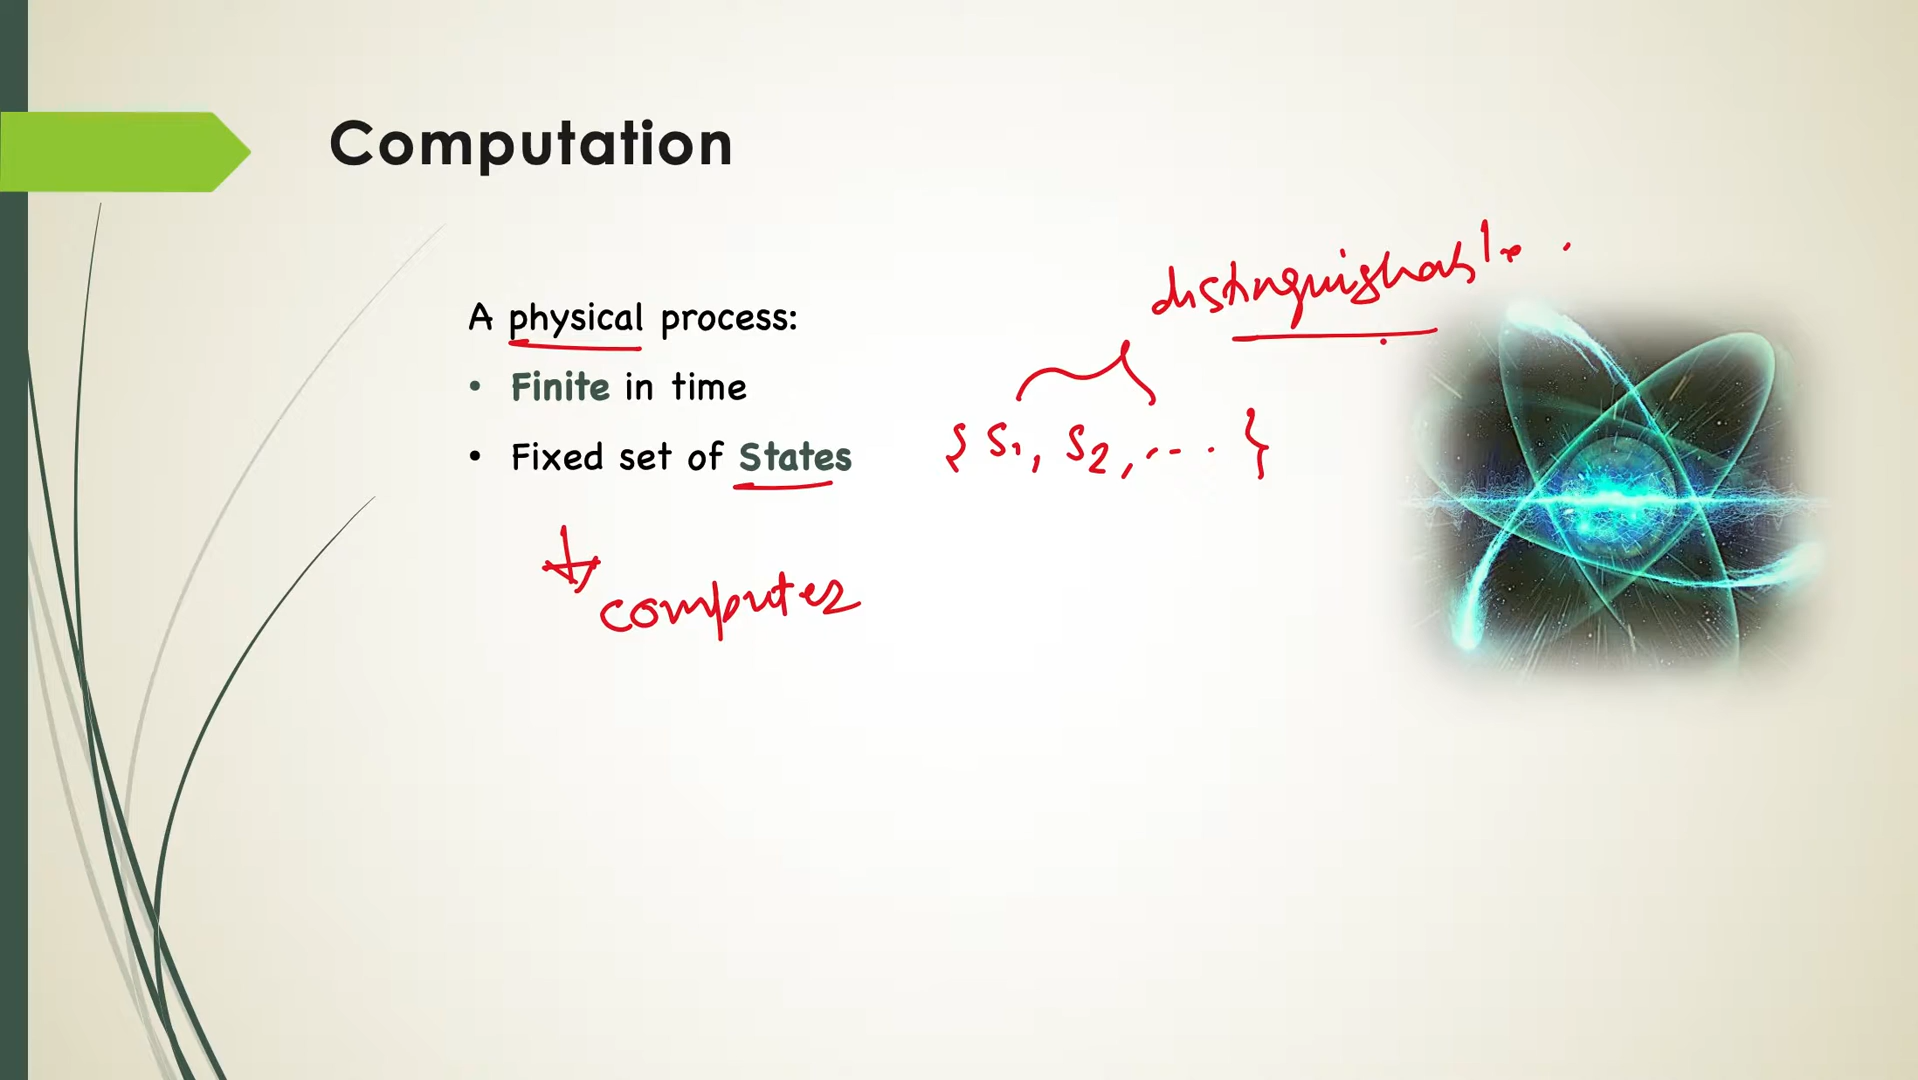 Computation
distinguishable.
A physical process:
• Finite in time
• Fixed set of States
{ S1, S2, .... }
computer